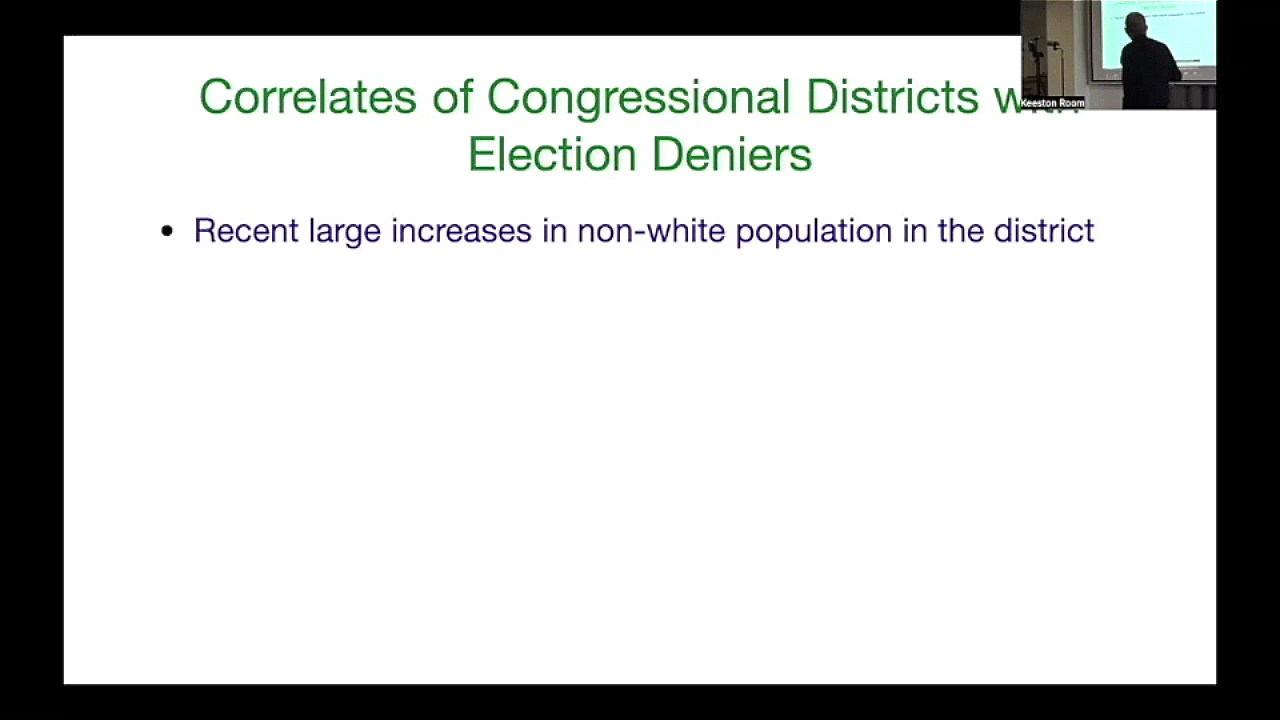 Correlates of Congressional Districts with
Election Deniers
Keeston Room
• Recent large increases in non-white population in the district